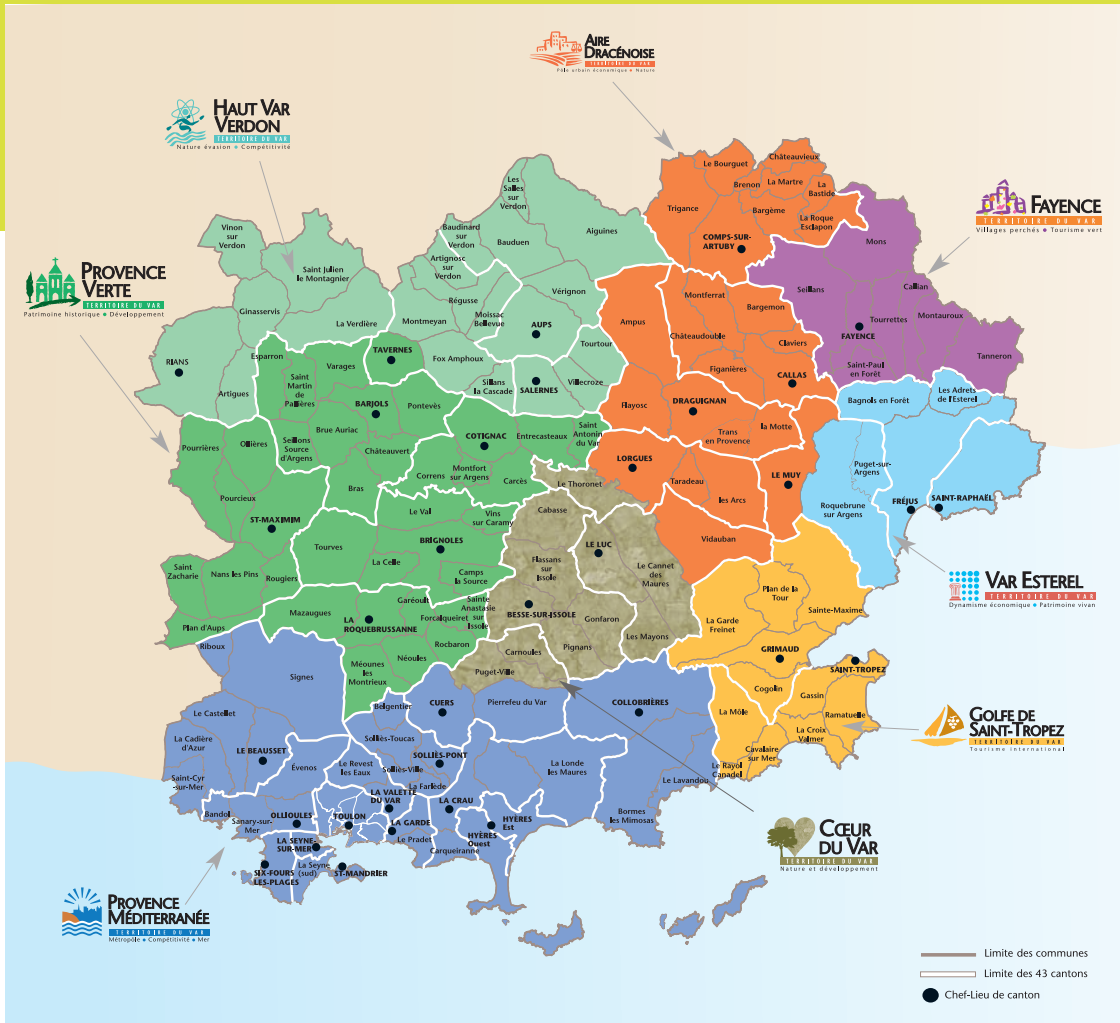 AIRE
DRACÉNOISE
TERRITOIRE DU VAR
Pôle urbain économique • Nature
HAUT VAR
VERDON
TERRITOIRE DU VAR
Nature évasion • Compétitivité
FAYENCE
TERRITOIRE DU VAR
Villages perchés • Tourisme vert
PROVENCE
VERTE
TERRITOIRE DU VAR
Patrimoine historique • Développement
VAR ESTEREL
TERRITOIRE DU VAR
Dynamisme économique • Patrimoine vivan
GOLFE DE
SAINT-TROPEZ
TERRITOIRE DU VAR
Tourisme international
CŒUR
DU VAR
TERRITOIRE DU VAR
Nature et développement
PROVENCE
MÉDITERRANÉE
TERRITOIRE DU VAR
Métropole • Compétitivité • Mer
Vinon
sur
Verdon
Saint Julien
le Montagnier
Ginasservis
La Verdière
RIANS
Artigues
Les
Salles
sur
Verdon
Baudinard
sur
Verdon
Bauduen
Aiguines
Artignosc
sur
Verdon
Régusse
Moissac
Bellevue
Montmeyan
Vérignon
AUPS
Tourtour
Fox Amphoux
Sillans
la Cascade
SALERNES
Villecroze
Le Bourguet
Châteauvieux
Brenon
La Martre
La
Bastide
Trigance
Bargème
La Roque
Esclapon
COMPS-SUR-
ARTUBY
Montferrat
Bargemon
Ampus
Châteaudouble
Claviers
Figanières
CALLAS
Flayosc
DRAGUIGNAN
Trans
en Provence
la Motte
LORGUES
Taradeau
les Arcs
LE MUY
Vidauban
Mons
Seillans
Callian
Tourrettes
Montauroux
FAYENCE
Saint-Paul
en Forêt
Tanneron
Bagnols en Forêt
Les Adrets
de l'Esterel
Puget-sur-
Argens
Roquebrune
sur Argens
FRÉJUS
SAINT-RAPHAËL
Esparron
Varages
TAVERNES
Saint
Martin
de
Pallières
BARJOLS
Pontevès
Brue Auriac
Seillons
Source
d'Argens
Châteauvert
Ollières
Pourrières
Pourcieux
Bras
ST-MAXIMIM
COTIGNAC
Entrecasteaux
Saint
Antonin
du Var
Montfort
sur Argens
Correns
Carcès
Le Val
Vins
sur Caramy
BRIGNOLES
Tourves
La Celle
Camps
la Source
Saint
Zacharie
Nans les Pins
Rougiers
Plan d'Aups
Mazaugues
Garéoult
LA
ROQUEBRUSSANNE
Forcalqueiret
Sainte
Anastasie
sur
Issole
Rocbaron
Néoules
Méounes
les
Montrieux
Le Thoronet
Cabasse
LE LUC
Flassans
sur
Issole
Le Cannet
des
Maures
BESSE-SUR-ISSOLE
Gonfaron
Les Mayons
Carnoules
Pignans
Puget-Ville
Plan de la
Tour
Sainte-Maxime
La Garde
Freinet
GRIMAUD
SAINT-TROPEZ
Cogolin
Gassin
Ramatuelle
La Môle
La Croix
Valmer
Cavalaire
sur Mer
Le Rayol
Canadel
Riboux
Signes
Le Castellet
La Cadière
d'Azur
LE BEAUSSET
Saint-Cyr
-sur-Mer
Évenos
Bandol
Sanary-sur-
Mer
OLLIOULES
Belgentier
CUERS
Pierrefeu du Var
COLLOBRIÈRES
Solliès-Toucas
SOLLIÈS-PONT
Solliès-Ville
Le Revest
les Eaux
La Farlède
LA VALETTE
DU VAR
LA CRAU
La Londe
les Maures
Le Lavandou
Bormes
les Mimosas
TOULON
LA GARDE
Le Pradet
Carqueiranne
HYÈRES
Est
HYÈRES
Ouest
LA SEYNE-
SUR-MER
La Seyne
(sud)
SIX-FOURS
LES-PLAGES
ST-MANDRIER
Limite des communes
Limite des 43 cantons
Chef-Lieu de canton